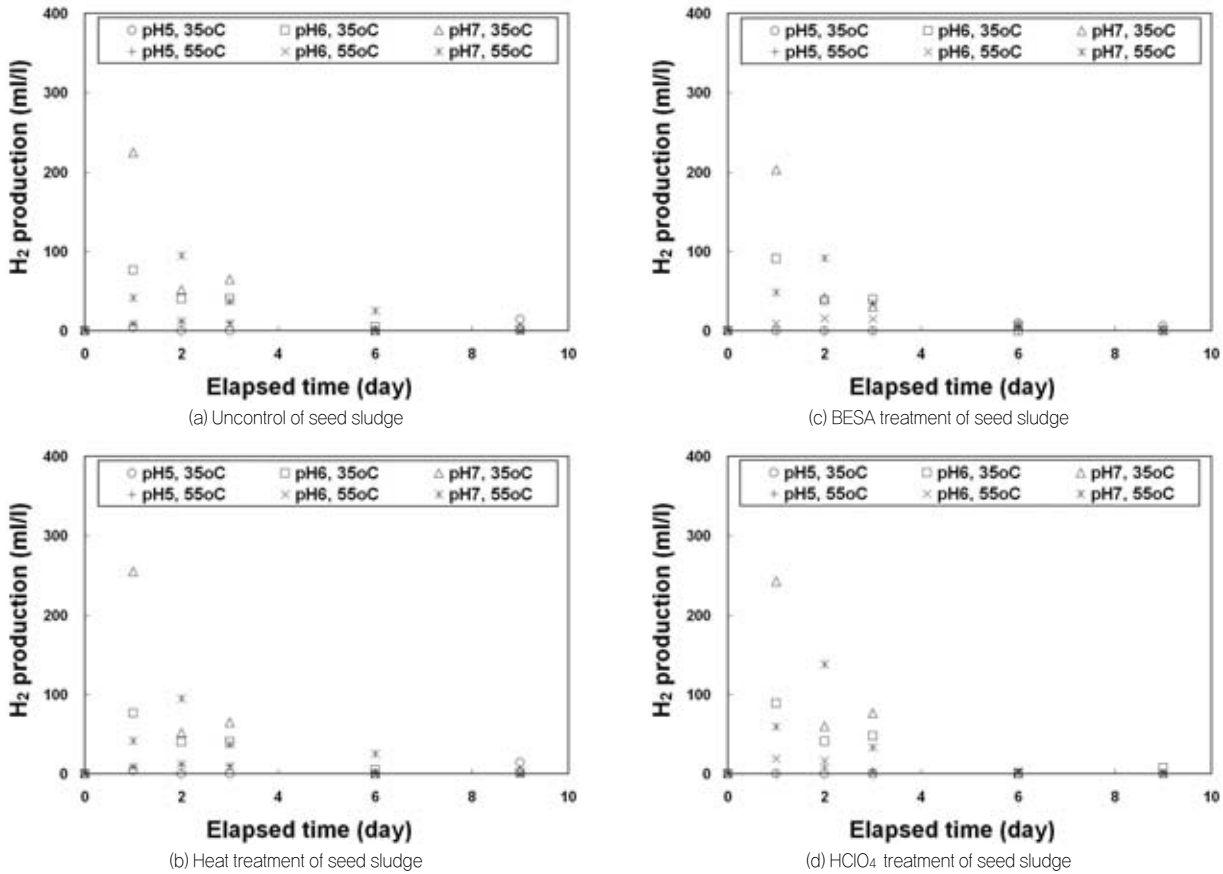 400
300
200
100
0
H2 production (ml/l)
pH5, 35oC pH6, 35oC pH7, 35oC
pH5, 55oC pH6, 55oC pH7, 55oC
0 2 4 6 8 10
Elapsed time (day)
(a) Uncontrol of seed sludge
400
300
200
100
0
H2 production (ml/l)
pH5, 35oC pH6, 35oC pH7, 35oC
pH5, 55oC pH6, 55oC pH7, 55oC
0 2 4 6 8 10
Elapsed time (day)
(c) BESA treatment of seed sludge
400
300
200
100
0
H2 production (ml/l)
pH5, 35oC pH6, 35oC pH7, 35oC
pH5, 55oC pH6, 55oC pH7, 55oC
0 2 4 6 8 10
Elapsed time (day)
(b) Heat treatment of seed sludge
400
300
200
100
0
H2 production (ml/l)
pH5, 35oC pH6, 35oC pH7, 35oC
pH5, 55oC pH6, 55oC pH7, 55oC
0 2 4 6 8 10
Elapsed time (day)
(d) HClO4 treatment of seed sludge